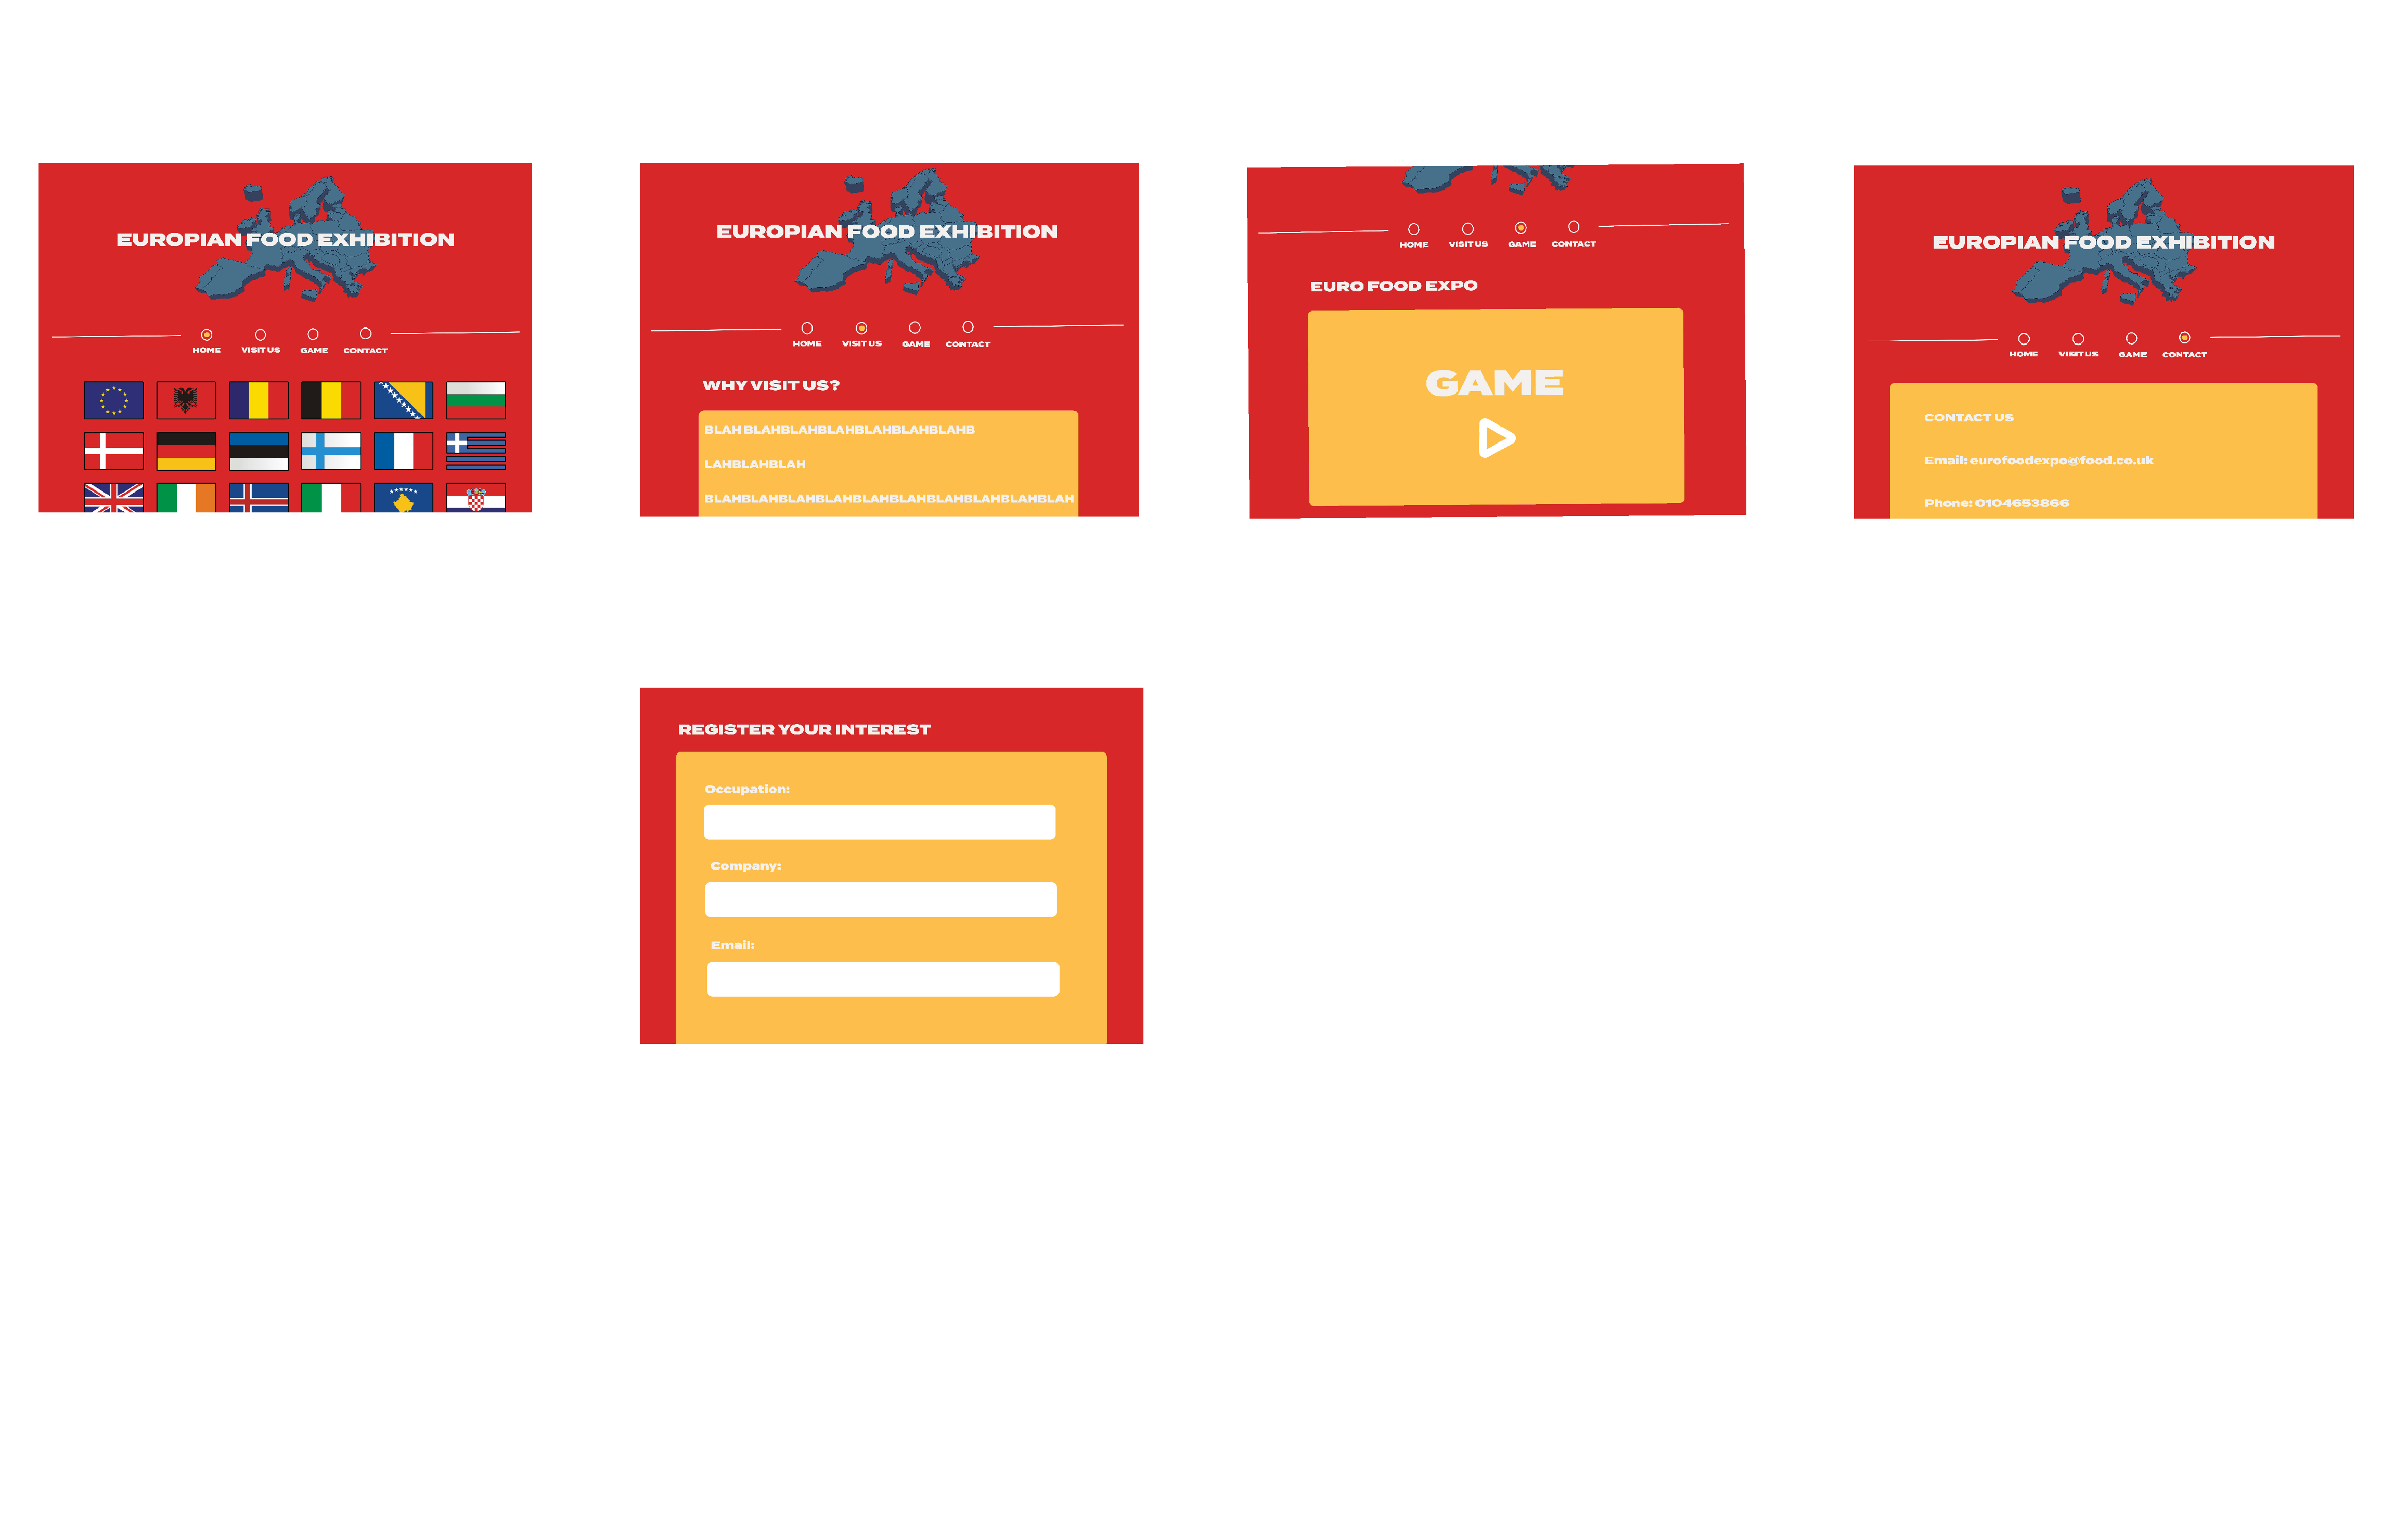 EUROPIAN FOOD EXHIBITION
HOME VISIT US GAME CONTACT
EUROPIAN FOOD EXHIBITION
HOME VISIT US GAME CONTACT
WHY VISIT US?
BLAH BLAHBLAHBLAHBLAHBLAHBLAHB
LAHBLAHBLAH
BLAHBLAHBLAHBLAHBLAHBLAHBLAHBLAHBLAHBLAH
HOME VISIT US GAME CONTACT
EURO FOOD EXPO
GAME
EUROPIAN FOOD EXHIBITION
HOME VISIT US GAME CONTACT
CONTACT US
Email: eurofoodexpo@food.co.uk
Phone: 0104653866
REGISTER YOUR INTEREST
Occupation:
Company:
Email: